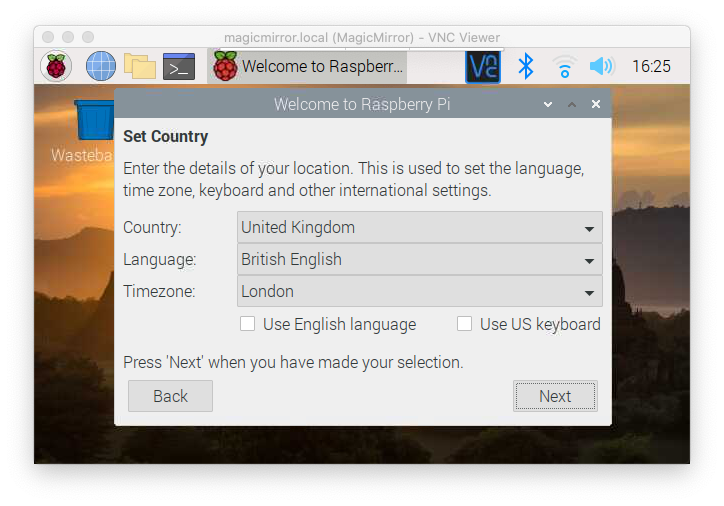 magicmirror.local (MagicMirror) – VNC Viewer
Welcome to Raspberr... 16:25
Welcome to Raspberry Pi
Wasteba
Set Country
Enter the details of your location. This is used to set the language,
time zone, keyboard and other international settings.
Country: United Kingdom
Language: British English
Timezone: London
Use English language Use US keyboard
Press 'Next' when you have made your selection.
Back Next